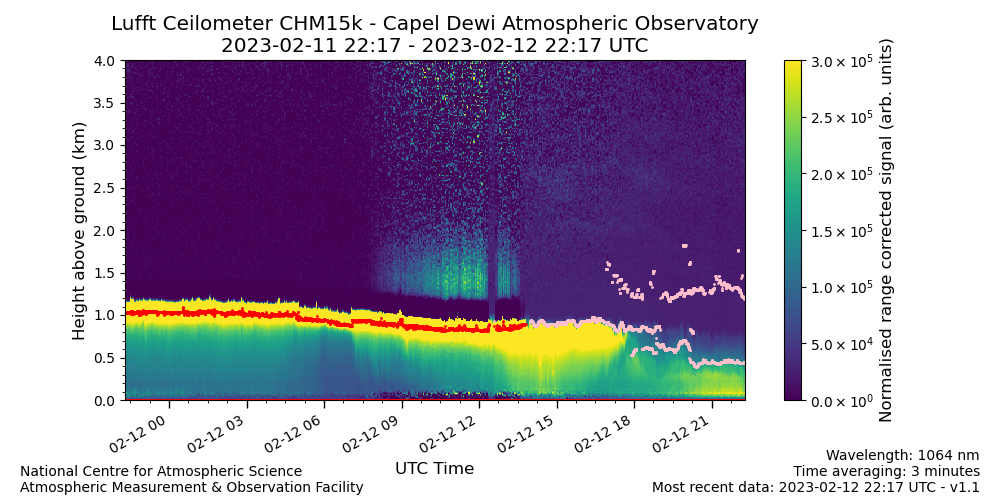 Lufft Ceilometer CHM15k - Capel Dewi Atmospheric Observatory
2023-02-11 22:17 - 2023-02-12 22:17 UTC
4.0
3.5
3.0
2.5
2.0
1.5
1.0
0.5
0.0
Height above ground (km)
02-12 00
02-12 03
02-12 06
02-12 09
02-12 12
02-12 15
02-12 18
02-12 21
UTC Time
3.0 × 10⁵
2.5 × 10⁵
2.0 × 10⁵
1.5 × 10⁵
1.0 × 10⁵
5.0 × 10⁴
0.0 × 10⁰
Normalised range corrected signal (arb. units)
National Centre for Atmospheric Science
Atmospheric Measurement & Observation Facility
Wavelength: 1064 nm
Time averaging: 3 minutes
Most recent data: 2023-02-12 22:17 UTC - v1.1